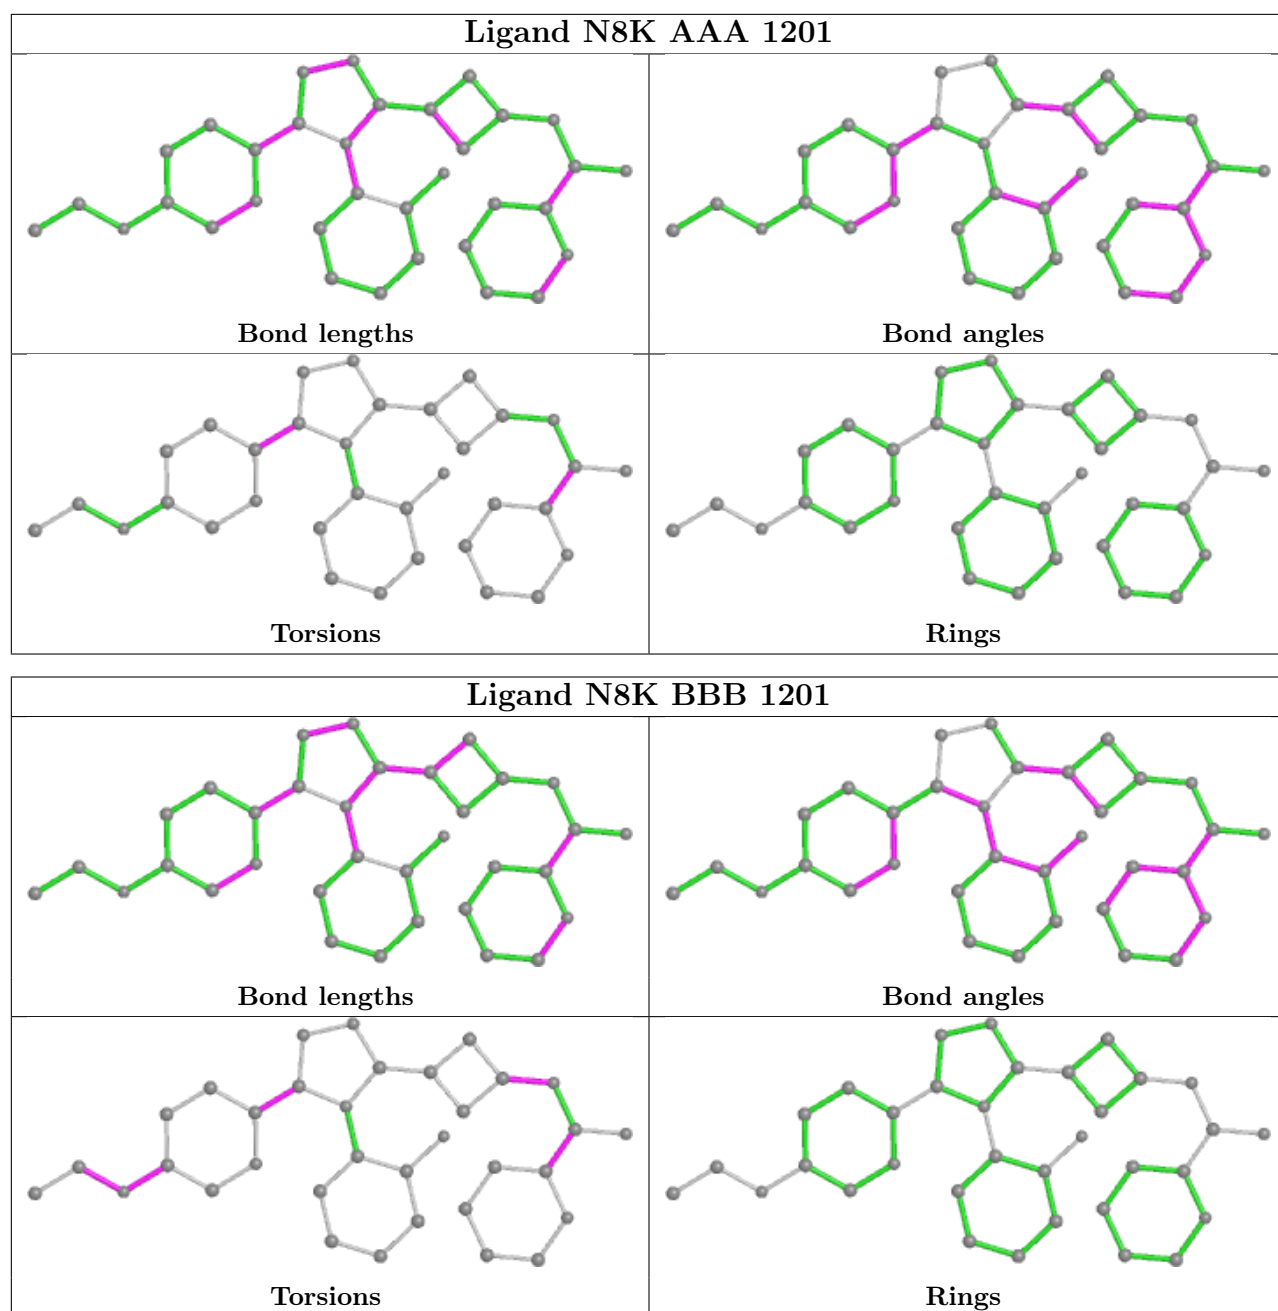 Ligand N8K AAA 1201
Bond lengths
Bond angles
Torsions
Rings
Ligand N8K BBB 1201
Bond lengths
Bond angles
Torsions
Rings